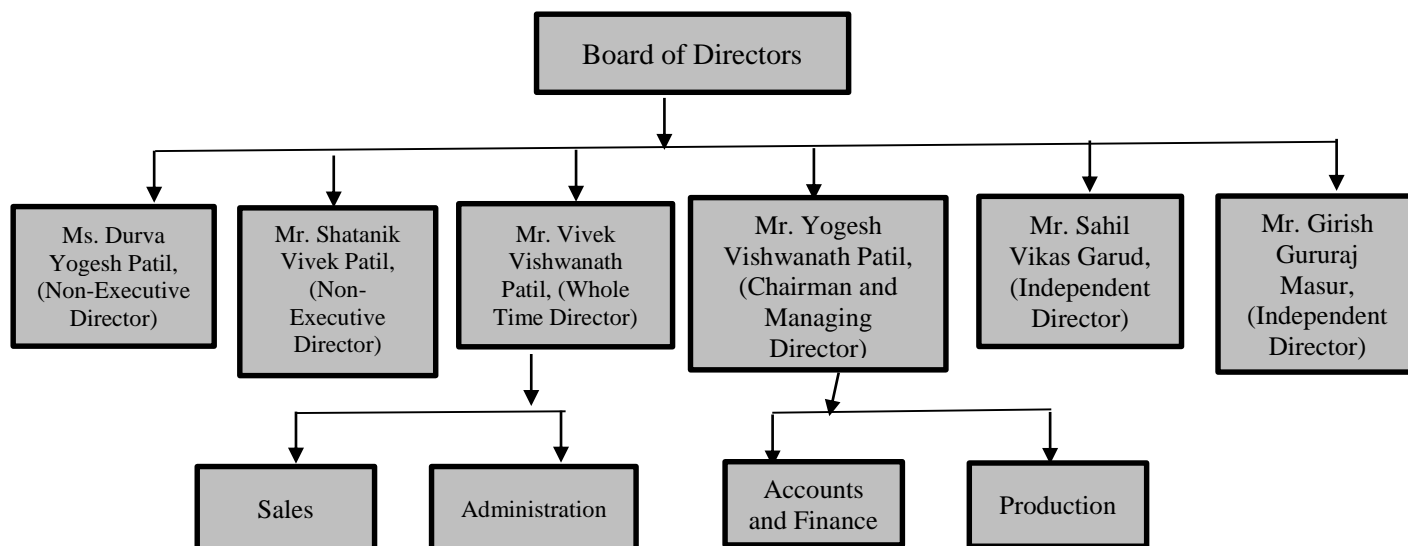 Board of Directors
Ms. Durva
Yogesh Patil,
(Non-Executive
Director)
Mr. Shatanik
Vivek Patil,
(Non-
Executive
Director)
Mr. Vivek
Vishwanath
Patil, (Whole
Time Director)
Mr. Yogesh
Vishwanath Patil,
(Chairman and
Managing
Director)
Mr. Sahil
Vikas Garud,
(Independent
Director)
Mr. Girish
Gururaj
Masur,
(Independent
Director)
Sales
Administration
Accounts
and Finance
Production